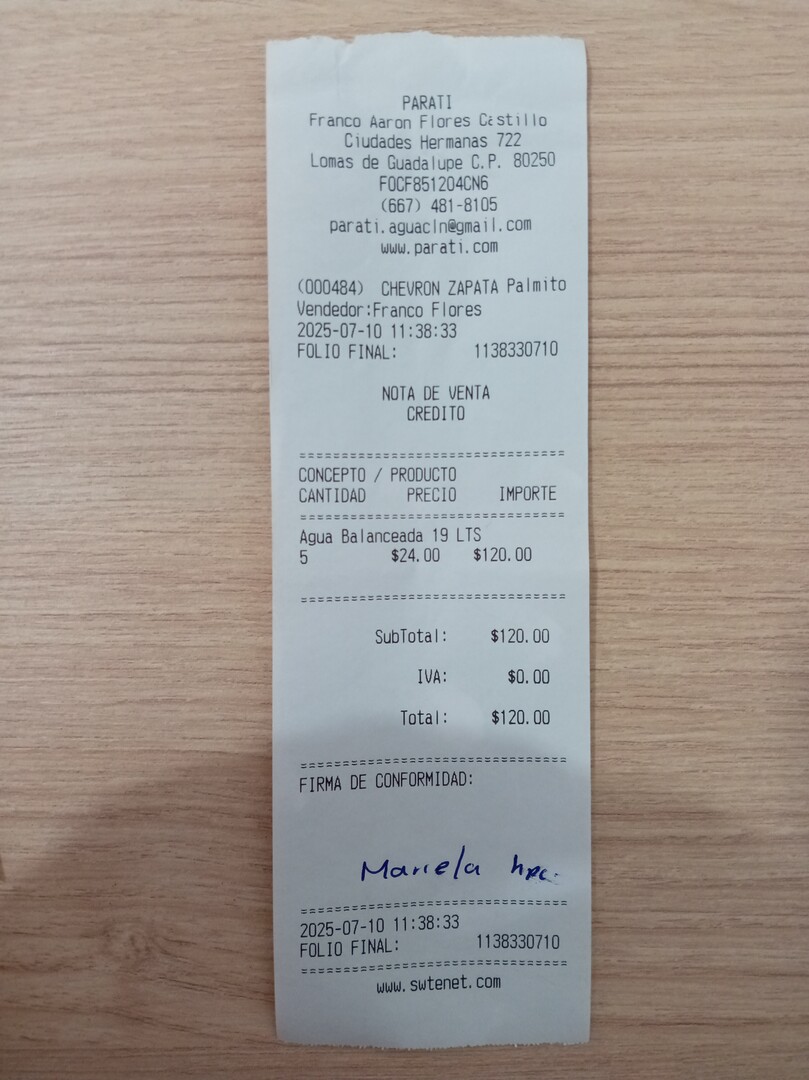 PARATI
Franco Aaron Flores Castillo
Ciudades Hermanas 722
Lomas de Guadalupe C.P. 80250
FOCF851204CN6
(667) 481-8105
parati.aguacln@gmail.com
www.parati.com
(000484) CHEVRON ZAPATA Palmito
Vendedor:Franco Flores
2025-07-10 11:38:33
FOLIO FINAL: 1138330710
NOTA DE VENTA
CREDITO
================================
CONCEPTO / PRODUCTO
CANTIDAD PRECIO IMPORTE
================================
Agua Balanceada 19 LTS
5 $24.00 $120.00
================================
SubTotal: $120.00
IVA: $0.00
Total: $120.00
================================
FIRMA DE CONFORMIDAD:
Mariela
================================
2025-07-10 11:38:33
FOLIO FINAL: 1138330710
================================
www.swtenet.com